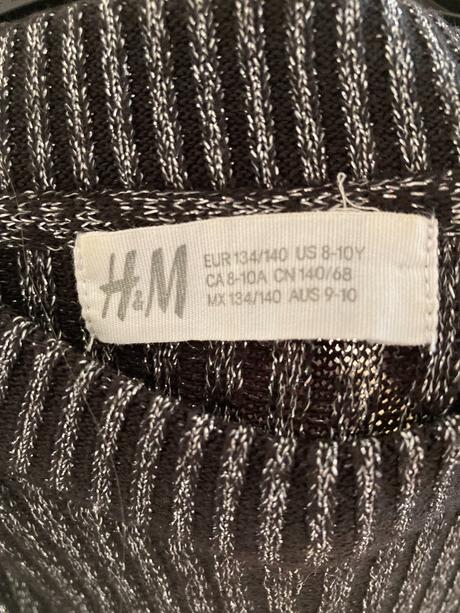 H&M
EUR 134/140 US 8-10Y
CA 8-10A CN 140/68
MX 134/140 AUS 9-10